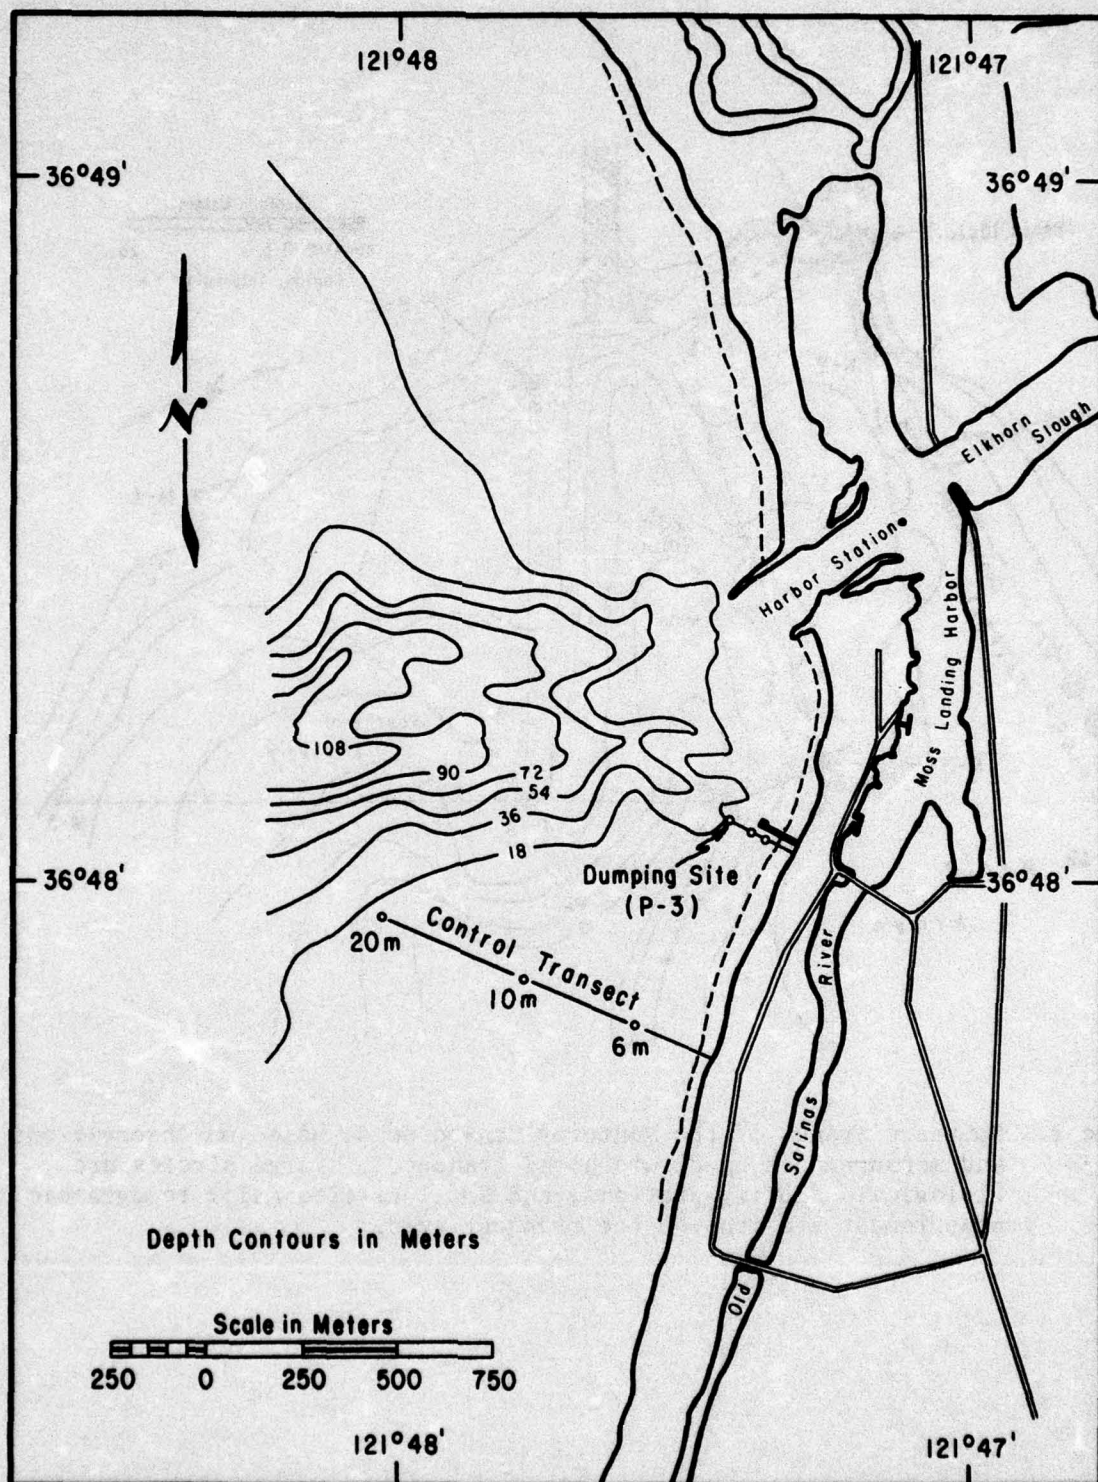 121°48
121°47
36°49'
36°49'
N
Elkhorn
Slough
Harbor Station
Moss Landing Harbor
108
90
72
54
36
18
Dumping Site
(P-3)
36°48'
36°48'
Control Transect
20m
10m
6m
River
Salinas
Old
Depth Contours in Meters
Scale in Meters
250 0 250 500 750
121°48'
121°47'